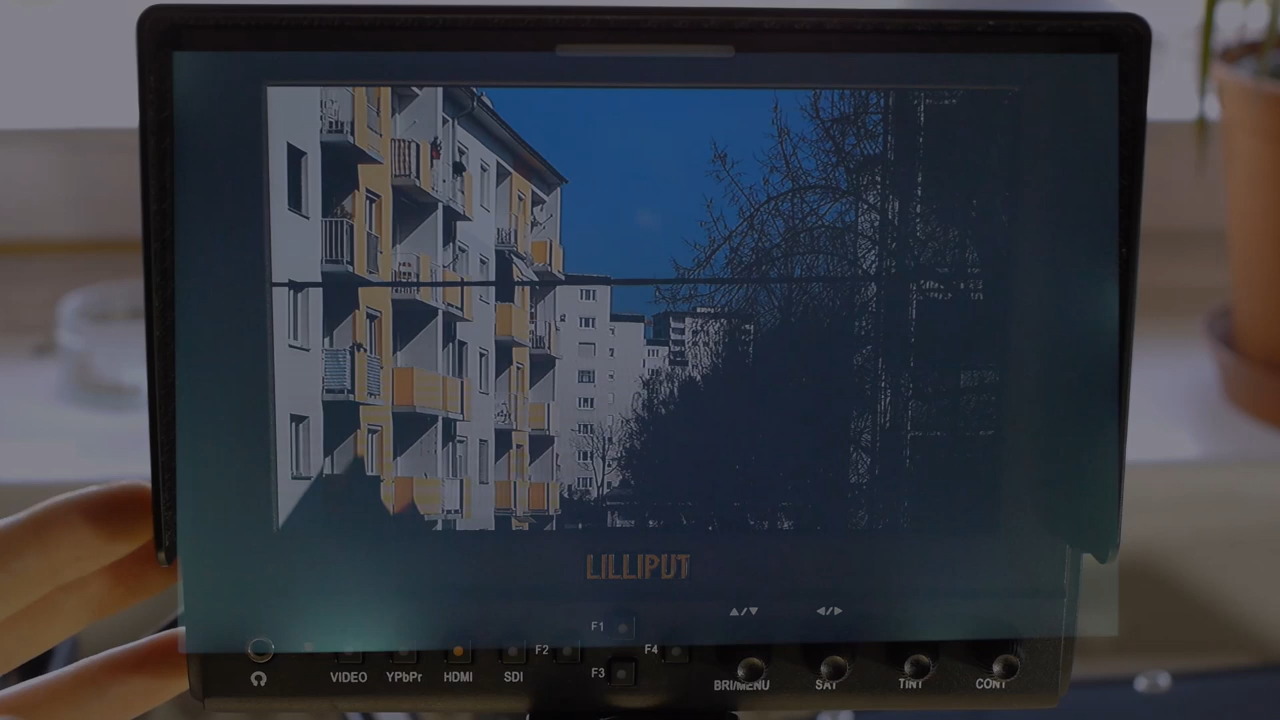 LILLIPUT
F1
VIDEO YPbPr HDMI SDI F2 F3 F4
BRI/MENU SAT TINT CONT